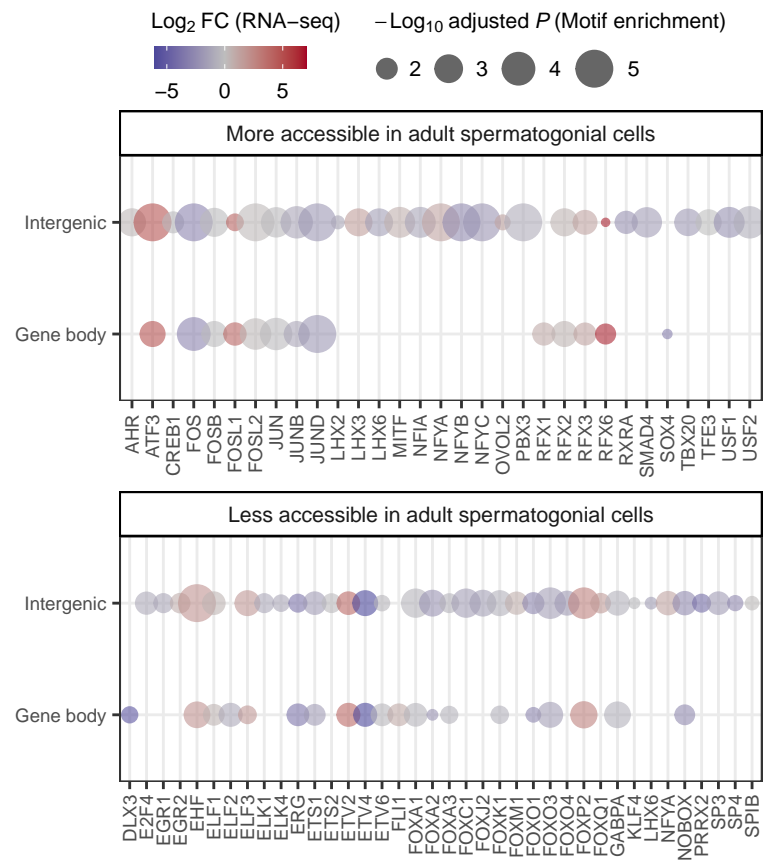 Log2 FC (RNA−seq)
−Log10 adjusted P (Motif enrichment)
−5 0 5
2 3 4 5
More accessible in adult spermatogonial cells
Intergenic
Gene body
AHR ATF3 CREB1 FOS FOSB FOSL1 FOSL2 JUN JUNB JUND LHX2 LHX3 LHX6 MITF NFIA NFYA NFYB NFYC OVOL2 PBX3 RFX1 RFX2 RFX3 RFX6 RXRA SMAD4 SOX4 TBX20 TFE3 USF1 USF2
Less accessible in adult spermatogonial cells
Intergenic
Gene body
DLX3 E2F4 EGR1 EGR2 EHF ELF1 ELF2 ELF3 ELK1 ELK4 ERG ETS1 ETS2 ETV2 ETV4 ETV6 FLI1 FOXA1 FOXA2 FOXA3 FOXC1 FOXJ2 FOXK1 FOXM1 FOXO1 FOXO3 FOXO4 FOXP2 FOXQ1 GABPA KLF4 LHX6 NFYA NOBOX PRRX2 SP3 SP4 SPIB